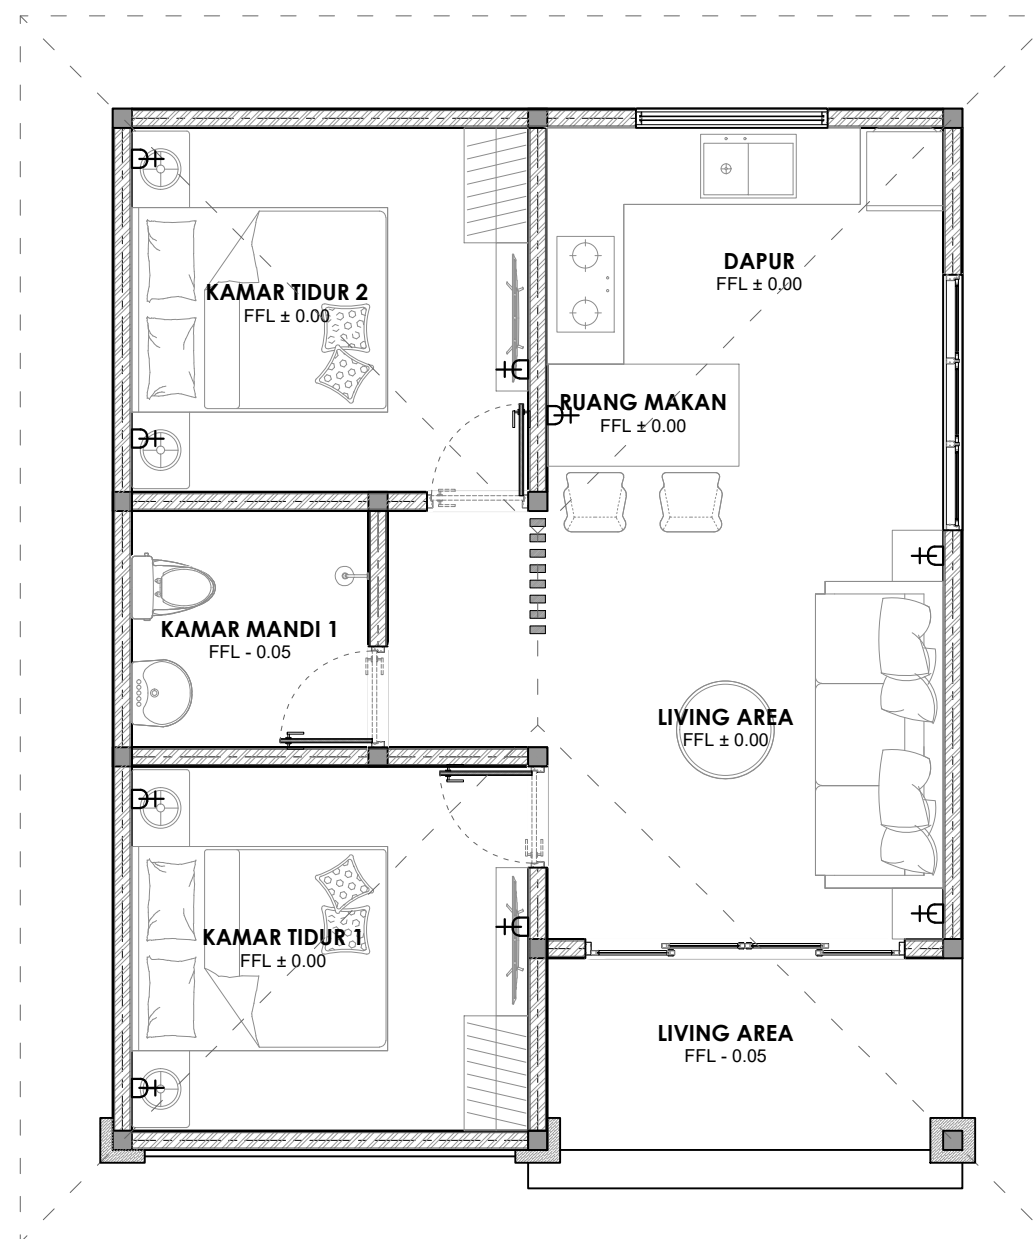 DAPUR
FFL ± 0.00
KAMAR TIDUR 2
FFL ± 0.00
RUANG MAKAN
FFL ± 0.00
KAMAR MANDI 1
FFL - 0.05
LIVING AREA
FFL ± 0.00
KAMAR TIDUR 1
FFL ± 0.00
LIVING AREA
FFL - 0.05